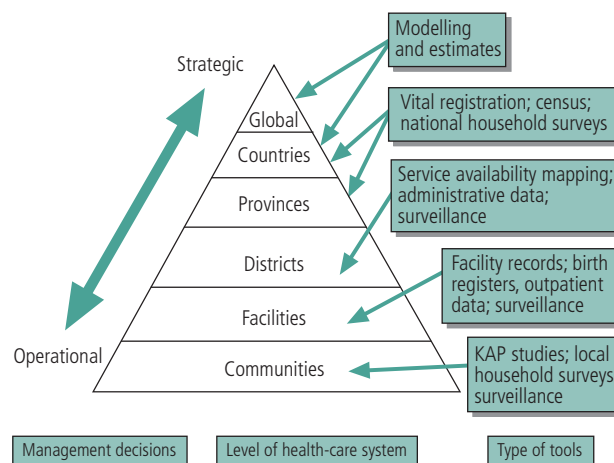 Modelling
and estimates
Strategic
Global
Vital registration; census;
national household surveys
Countries
Service availability mapping;
administrative data;
surveillance
Provinces
Districts
Facility records; birth
registers, outpatient
data; surveillance
Facilities
Operational
Communities
KAP studies; local
household surveys
surveillance
Management decisions
Level of health-care system
Type of tools